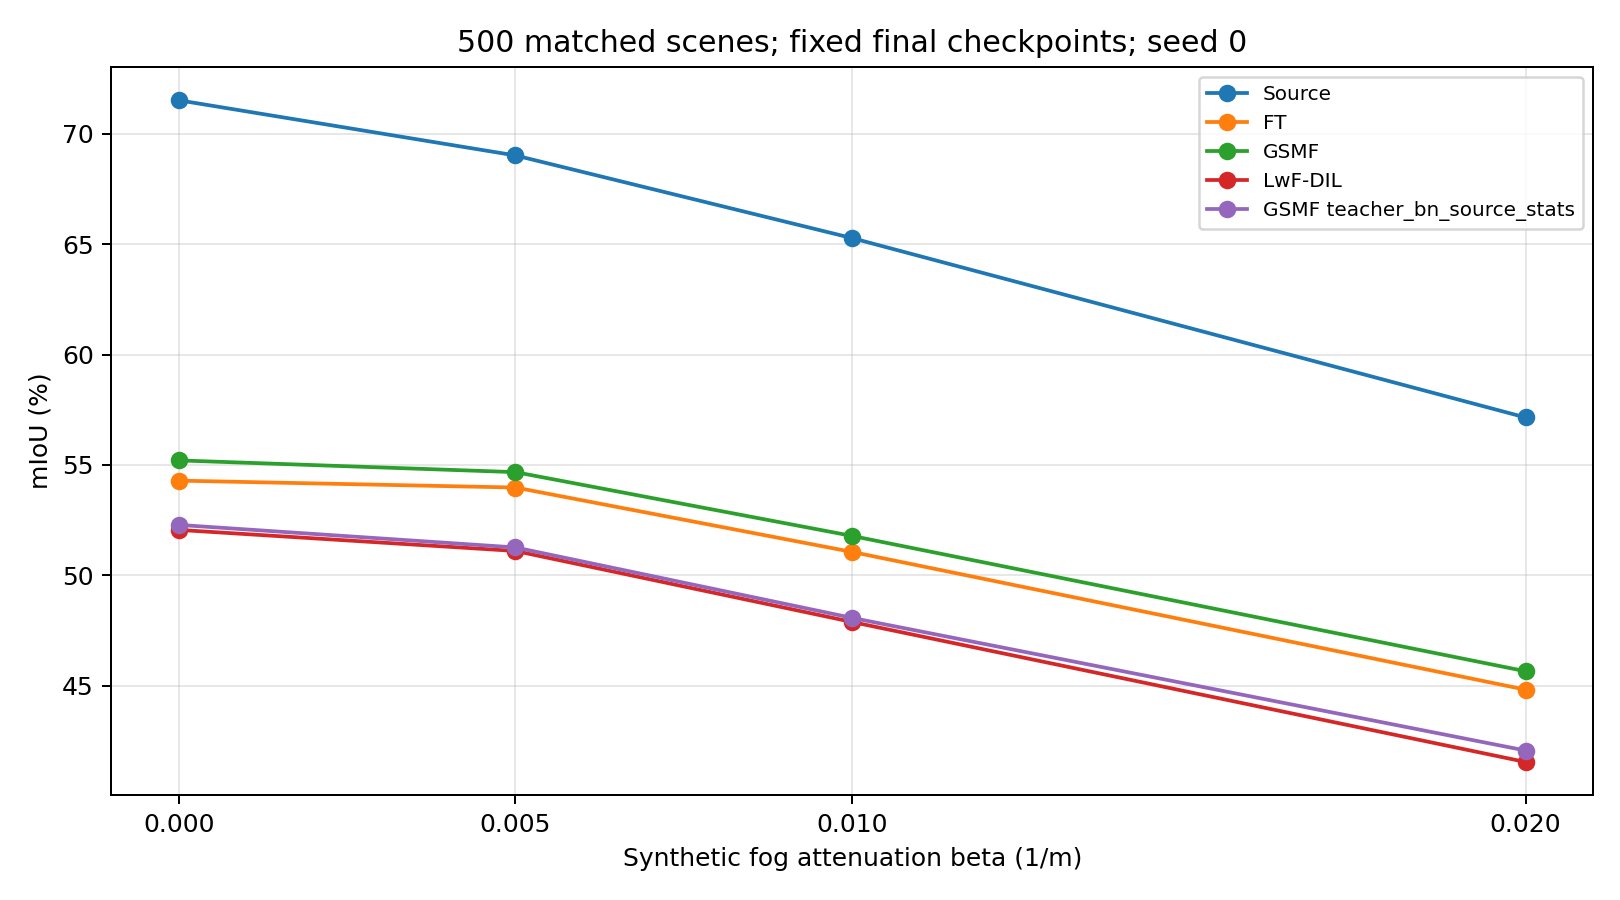 500 matched scenes; fixed final checkpoints; seed 0
Source
FT
GSMF
LwF-DIL
GSMF teacher_bn_source_stats
mIoU (%)
70
65
60
55
50
45
0.000
0.005
0.010
0.020
Synthetic fog attenuation beta (1/m)